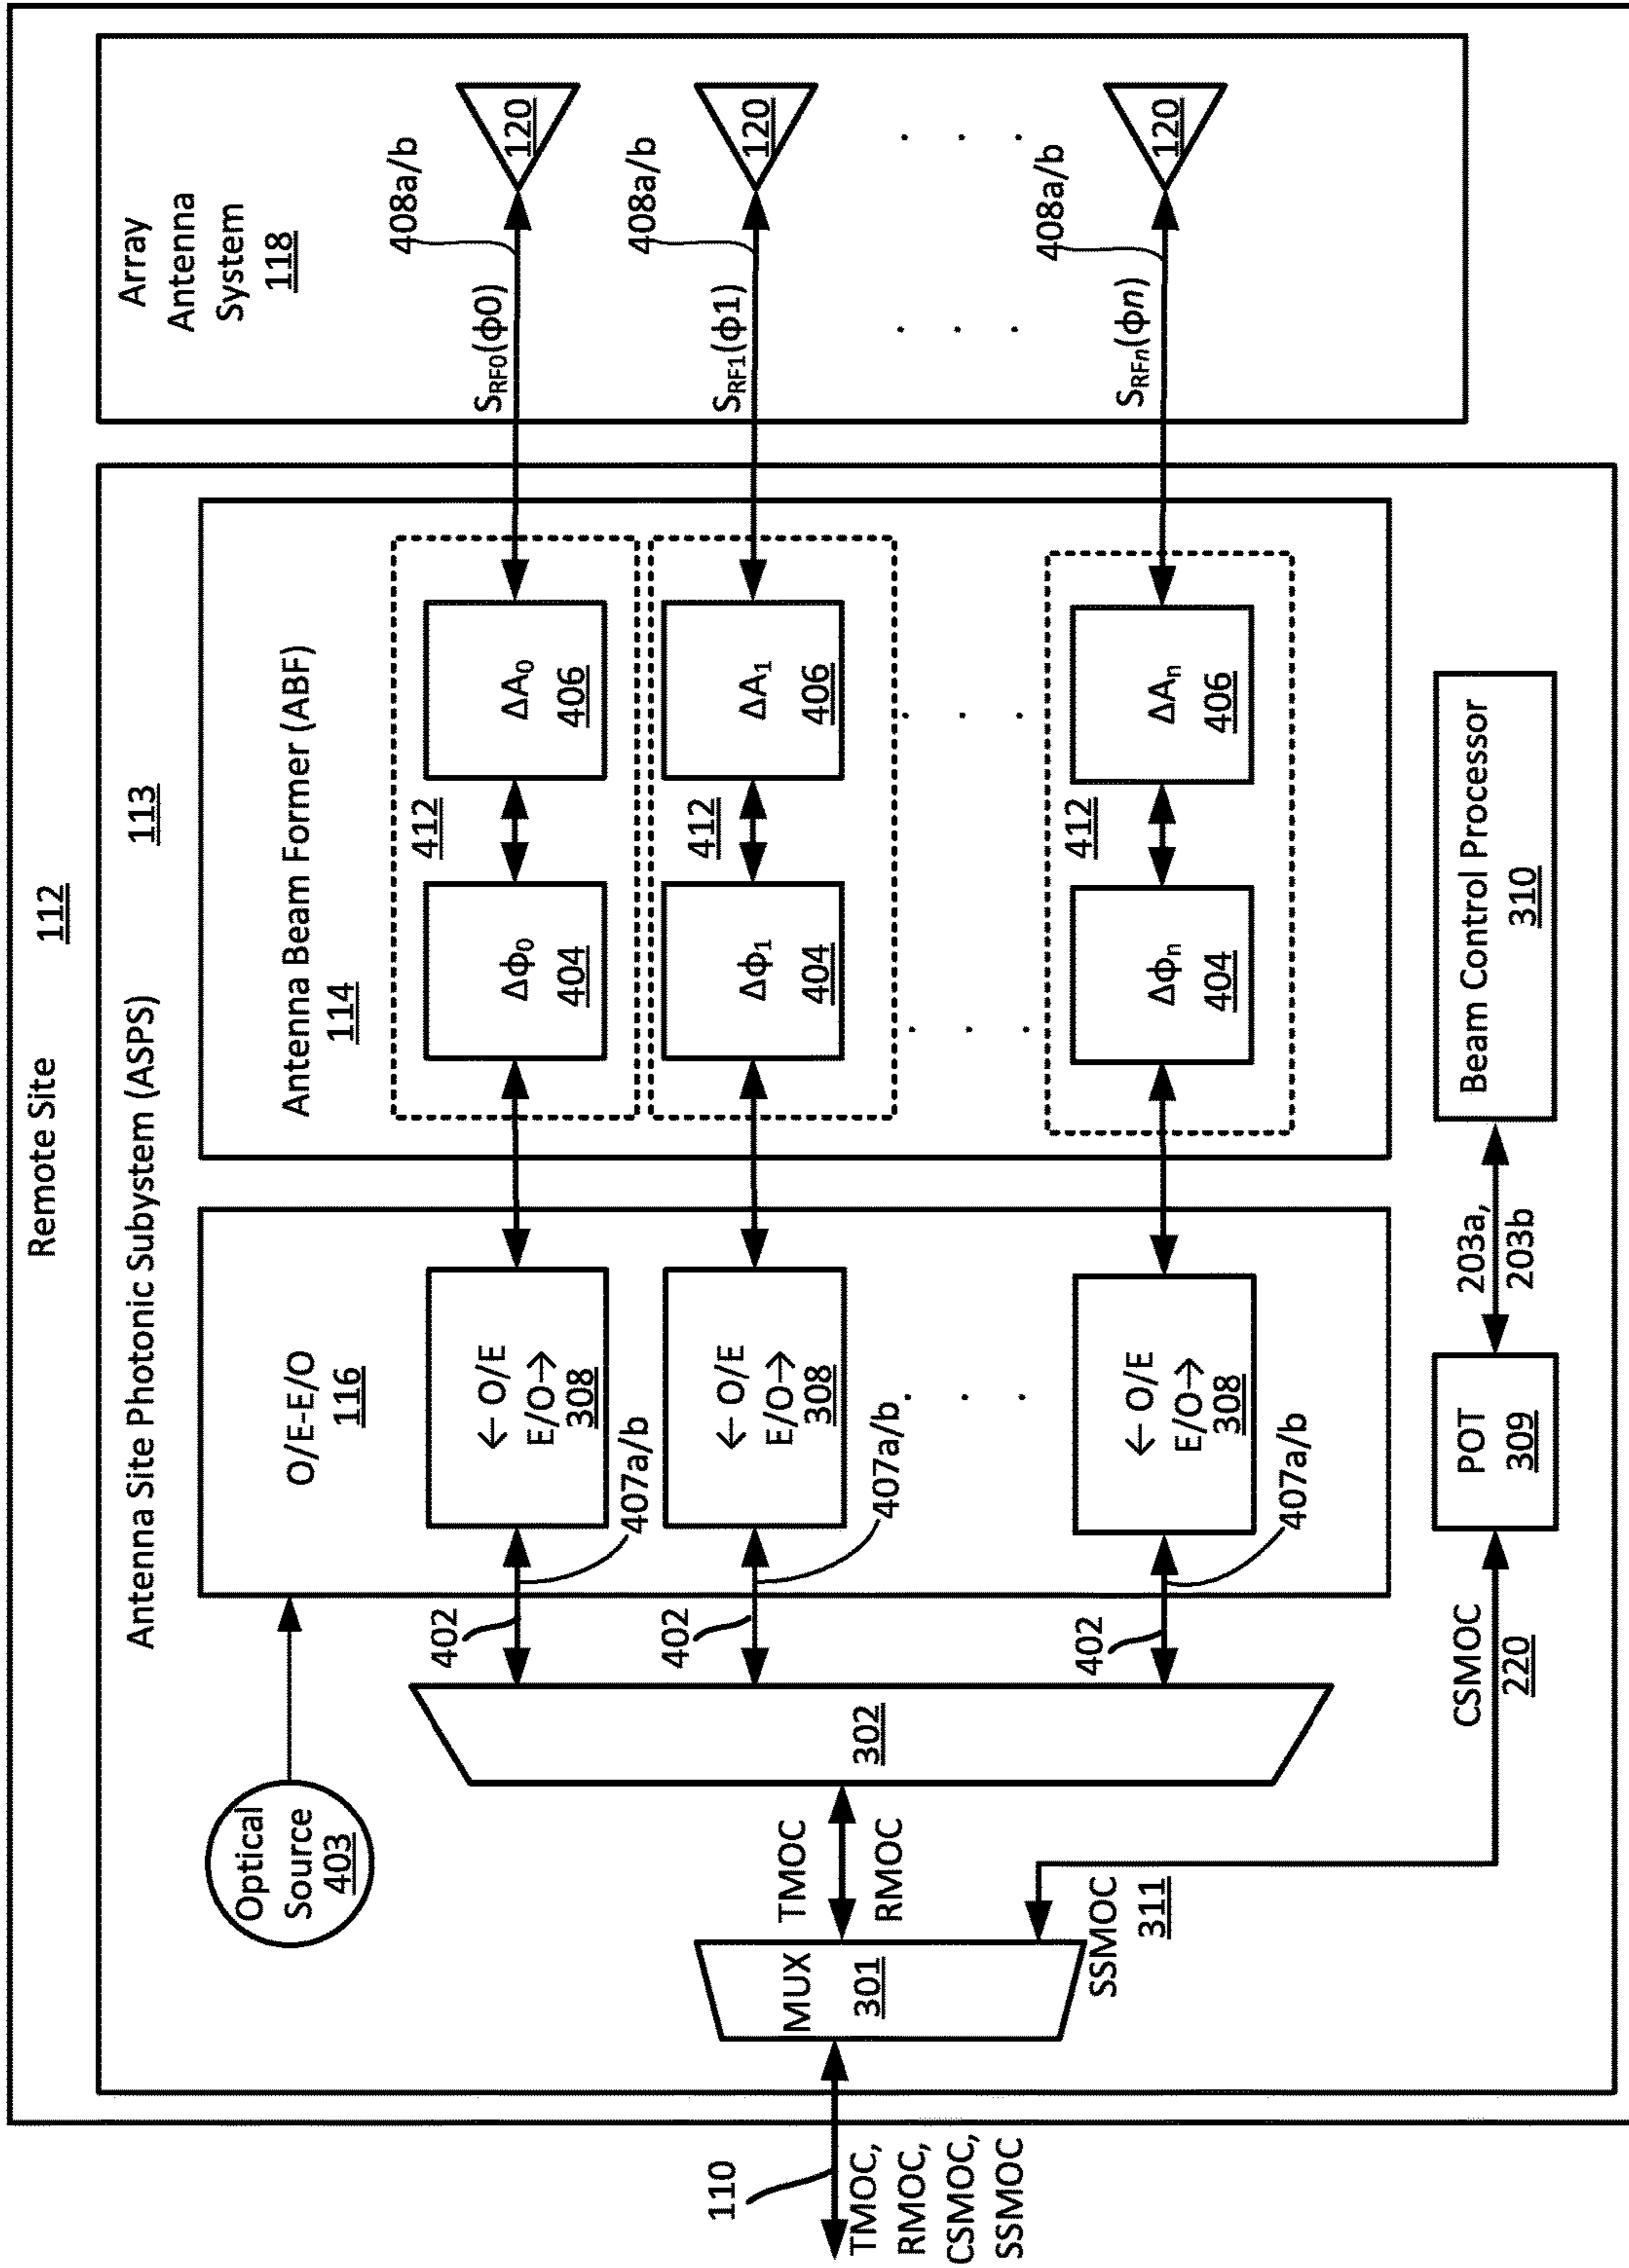 Remote Site
112
Antenna Site Photonic Subystem (ASPS)
113
Array
Antenna
System
118
Optical
Source
403
O/E-E/O
116
Antenna Beam Former (ABF)
114
402
← O/E
E/O→
308
407a/b
Δϕ0
404
412
ΔA0
406
SRF0(ϕ0)
408a/b
120
402
← O/E
E/O→
308
407a/b
Δϕ1
404
412
ΔA1
406
SRF1(ϕ1)
408a/b
120
. . .
. . .
. . .
. . .
. . .
402
← O/E
E/O→
308
407a/b
Δϕn
404
412
ΔAn
406
SRFn(ϕn)
408a/b
120
110
TMOC,
RMOC,
CSMOC,
SSMOC
MUX
301
TMOC
RMOC
302
SSMOC
311
CSMOC
220
POT
309
203a,
203b
Beam Control Processor
310